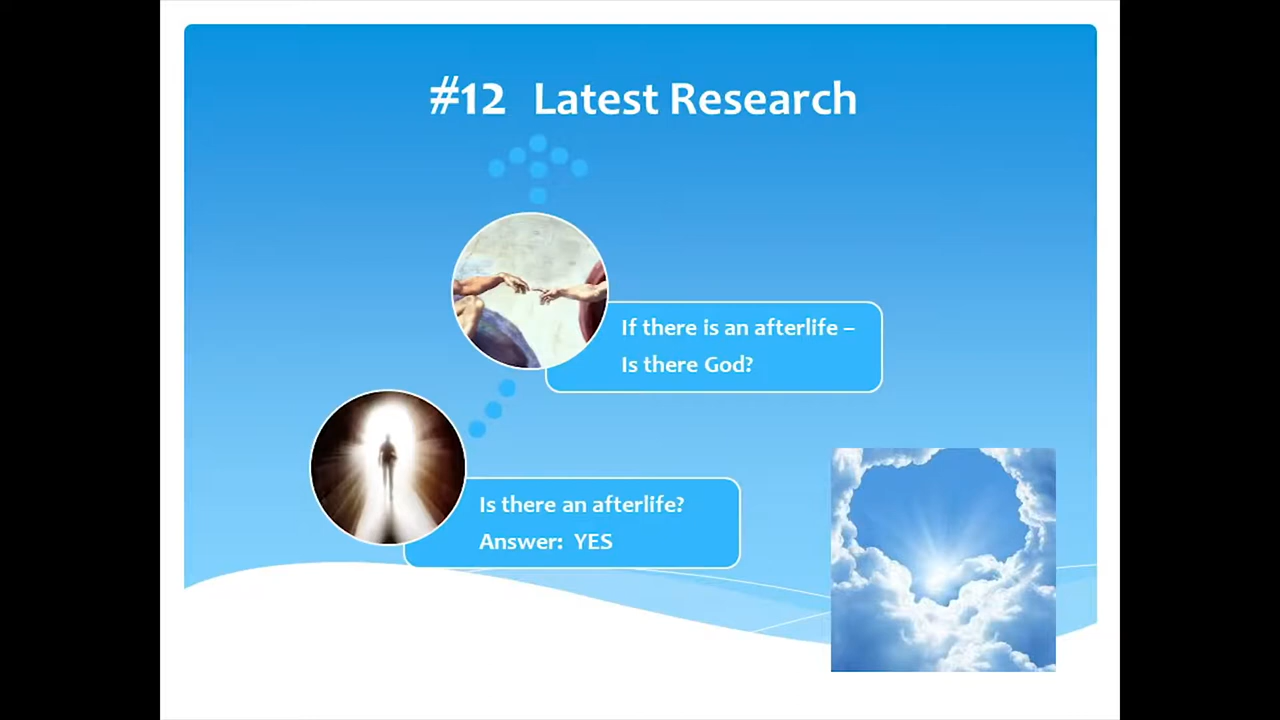 #12 Latest Research
If there is an afterlife –
Is there God?
Is there an afterlife?
Answer: YES